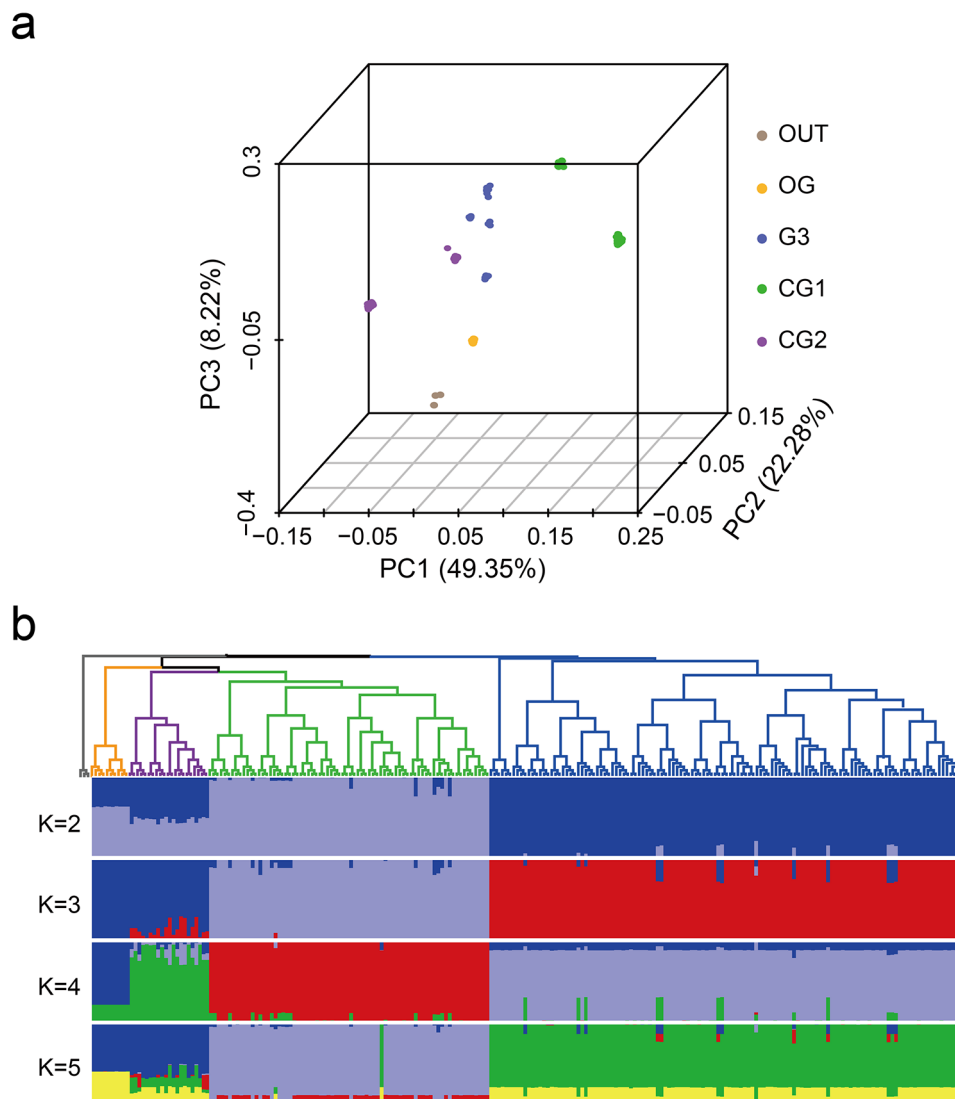 a
OUT
OG
G3
CG1
CG2
0.3
−0.05
−0.4
PC3 (8.22%)
−0.15 −0.05 0.05 0.15 0.25
PC1 (49.35%)
0.15
0.05
−0.05
PC2 (22.28%)
b
K=2
K=3
K=4
K=5